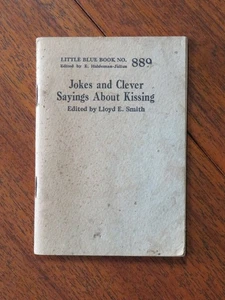 LITTLE BLUE BOOK NO. 889
Edited by E. Haldeman-Julius
Jokes and Clever
Sayings About Kissing
Edited by Lloyd E. Smith